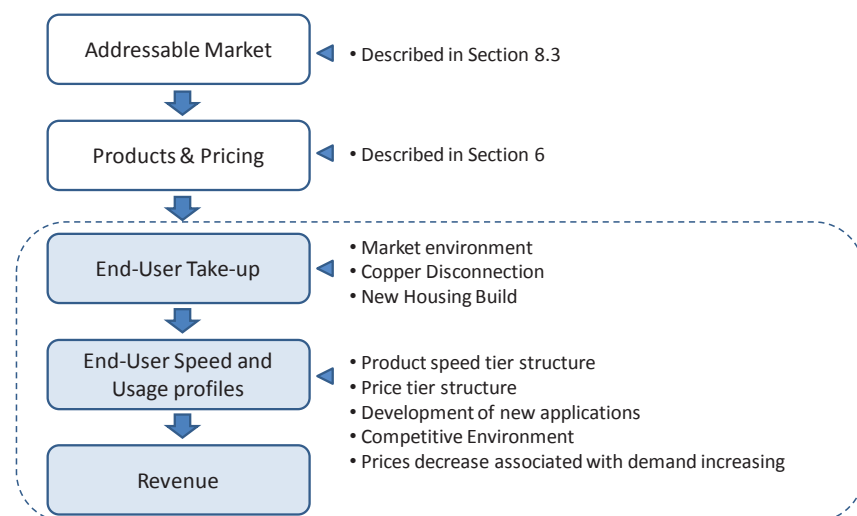 Addressable Market
• Described in Section 8.3
Products & Pricing
• Described in Section 6
End-User Take-up
• Market environment
• Copper Disconnection
• New Housing Build
End-User Speed and
Usage profiles
• Product speed tier structure
• Price tier structure
• Development of new applications
• Competitive Environment
• Prices decrease associated with demand increasing
Revenue